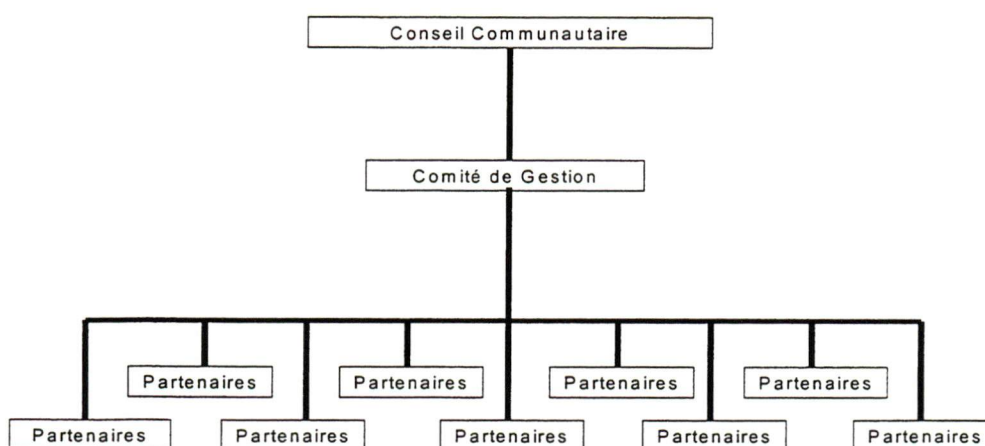 Conseil Communautaire
Comité de Gestion
Partenaires
Partenaires
Partenaires
Partenaires
Partenaires
Partenaires
Partenaires
Partenaires
Partenaires